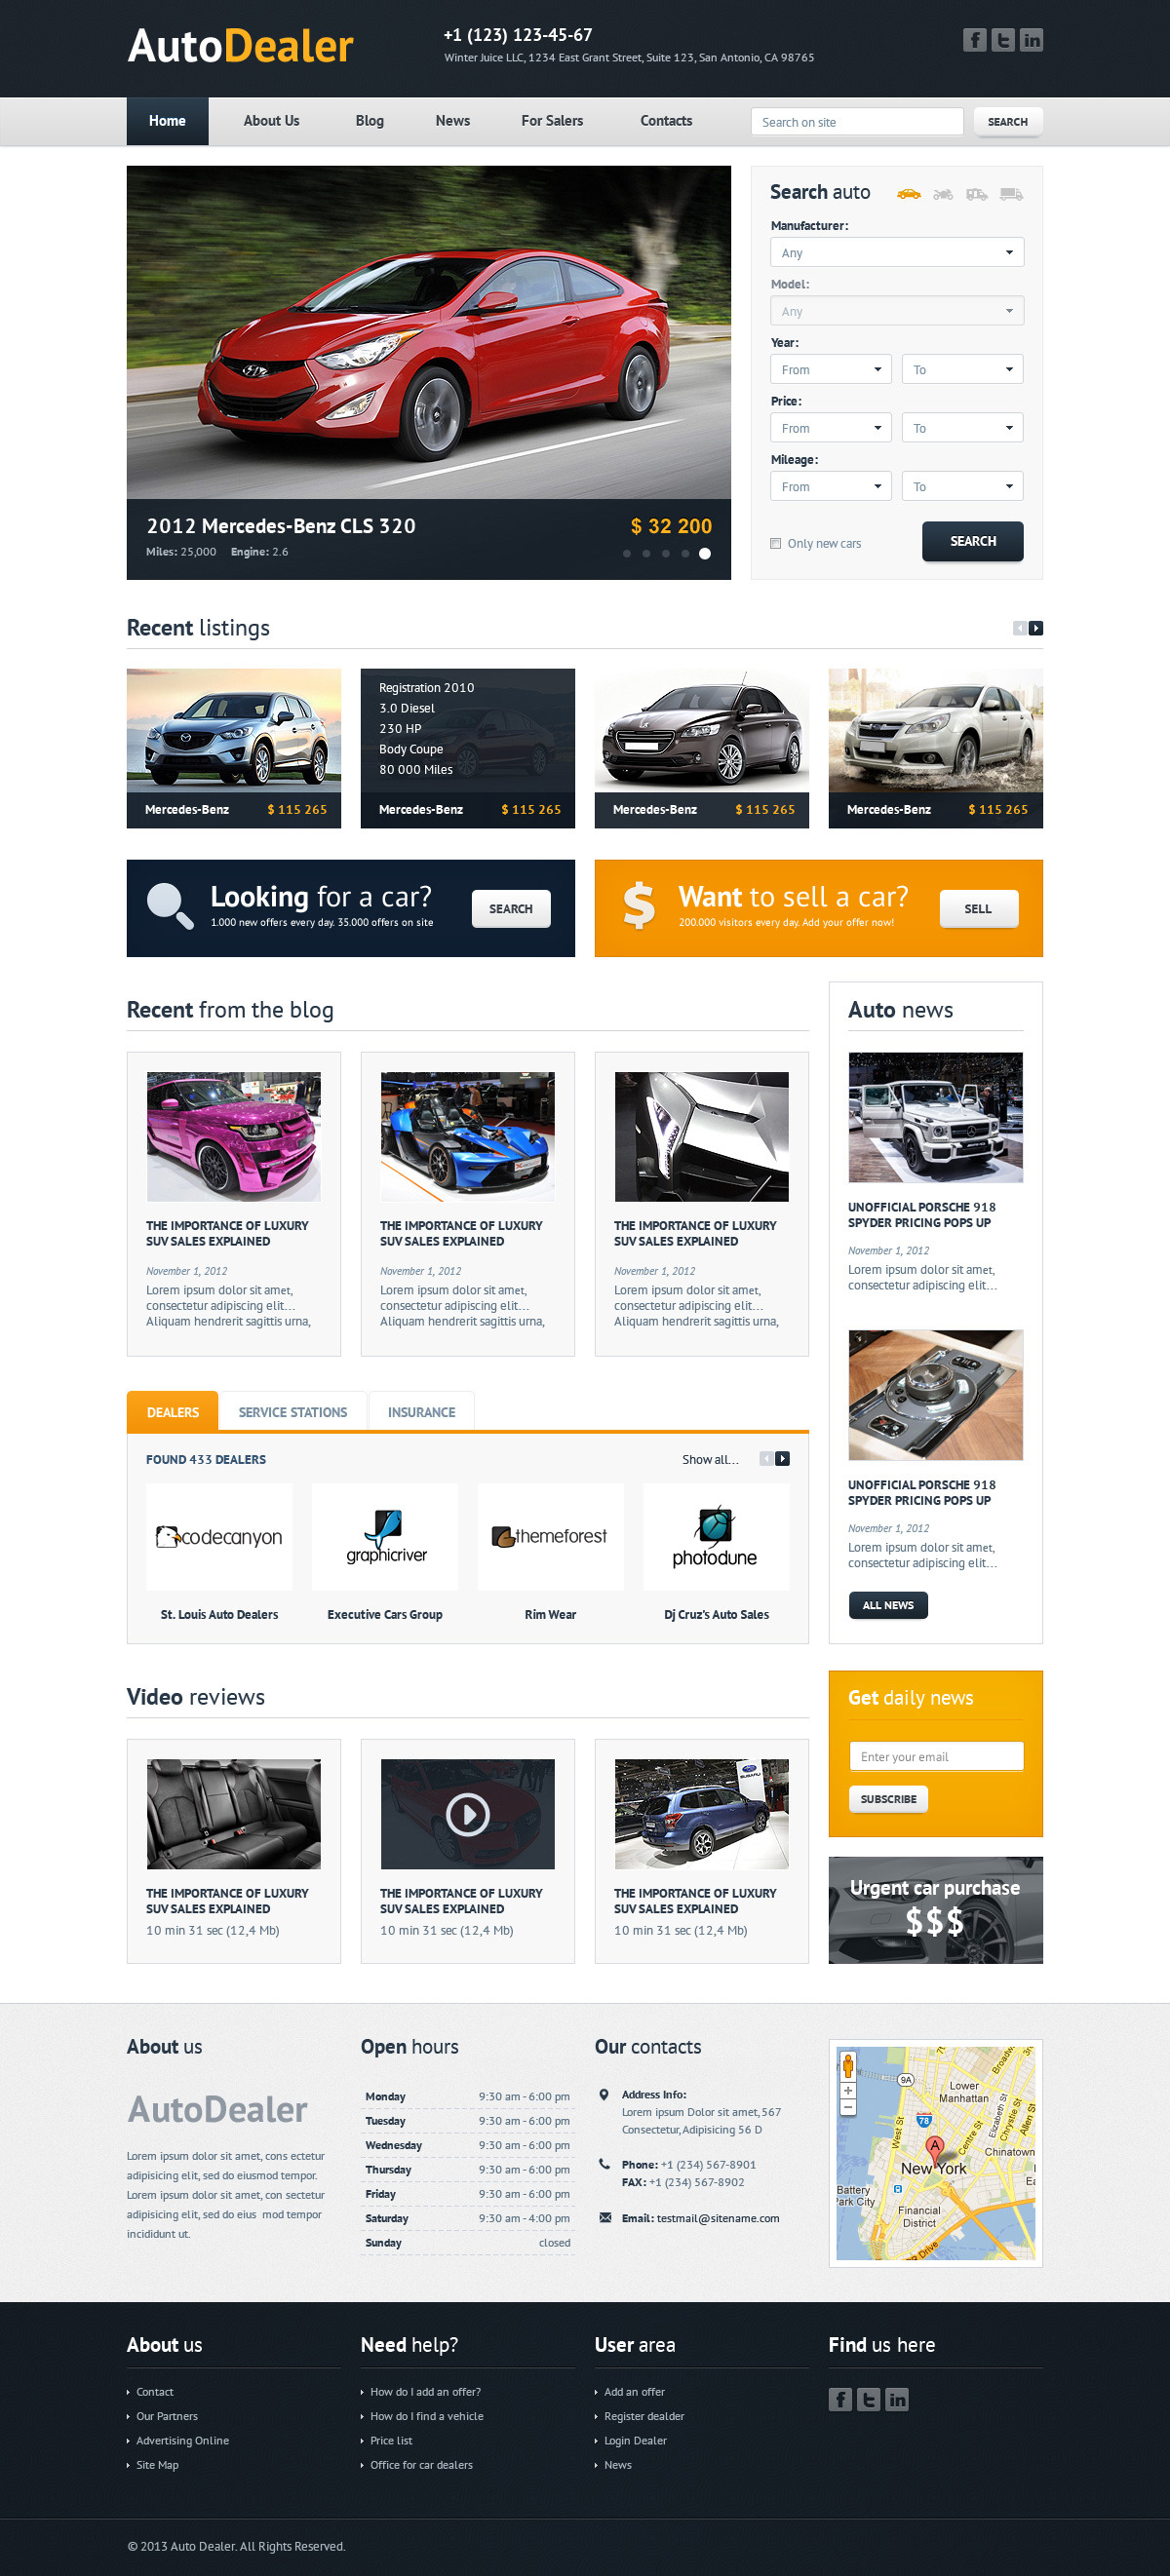 AutoDealer
+1 (123) 123-45-67
Winter Juice LLC, 1234 East Grant Street, Suite 123, San Antonio, CA 98765
Home About Us Blog News For Salers Contacts
Search on site SEARCH
Search auto
Manufacturer:
Any
Model:
Any
Year:
From To
Price:
From To
Mileage:
From To
Only new cars SEARCH
2012 Mercedes-Benz CLS 320 $ 32 200
Miles: 25,000 Engine: 2.6
Recent listings
Registration 2010
3.0 Diesel
230 HP
Body Coupe
80 000 Miles
Mercedes-Benz $ 115 265
Mercedes-Benz $ 115 265
Mercedes-Benz $ 115 265
Mercedes-Benz $ 115 265
Looking for a car?
1.000 new offers every day. 35.000 offers on site
SEARCH
$
Want to sell a car?
200.000 visitors every day. Add your offer now!
SELL
Recent from the blog
THE IMPORTANCE OF LUXURY
SUV SALES EXPLAINED
November 1, 2012
Lorem ipsum dolor sit amet,
consectetur adipiscing elit...
Aliquam hendrerit sagittis urna,
THE IMPORTANCE OF LUXURY
SUV SALES EXPLAINED
November 1, 2012
Lorem ipsum dolor sit amet,
consectetur adipiscing elit...
Aliquam hendrerit sagittis urna,
THE IMPORTANCE OF LUXURY
SUV SALES EXPLAINED
November 1, 2012
Lorem ipsum dolor sit amet,
consectetur adipiscing elit...
Aliquam hendrerit sagittis urna,
Auto news
UNOFFICIAL PORSCHE 918
SPYDER PRICING POPS UP
November 1, 2012
Lorem ipsum dolor sit amet,
consectetur adipiscing elit...
UNOFFICIAL PORSCHE 918
SPYDER PRICING POPS UP
November 1, 2012
Lorem ipsum dolor sit amet,
consectetur adipiscing elit...
ALL NEWS
DEALERS SERVICE STATIONS INSURANCE
FOUND 433 DEALERS Show all...
codecanyon
graphicriver
themeforest
photodune
St. Louis Auto Dealers
Executive Cars Group
Rim Wear
Dj Cruz's Auto Sales
Video reviews
SUBARU
THE IMPORTANCE OF LUXURY
SUV SALES EXPLAINED
10 min 31 sec (12,4 Mb)
THE IMPORTANCE OF LUXURY
SUV SALES EXPLAINED
10 min 31 sec (12,4 Mb)
THE IMPORTANCE OF LUXURY
SUV SALES EXPLAINED
10 min 31 sec (12,4 Mb)
Get daily news
Enter your email
SUBSCRIBE
Urgent car purchase
$$$
About us
AutoDealer
Lorem ipsum dolor sit amet, cons ectetur
adipisicing elit, sed do eiusmod tempor.
Lorem ipsum dolor sit amet, con sectetur
adipisicing elit, sed do eius mod tempor
incididunt ut.
Open hours
Monday 9:30 am - 6:00 pm
Tuesday 9:30 am - 6:00 pm
Wednesday 9:30 am - 6:00 pm
Thursday 9:30 am - 6:00 pm
Friday 9:30 am - 6:00 pm
Saturday 9:30 am - 4:00 pm
Sunday closed
Our contacts
Address Info:
Lorem ipsum Dolor sit amet, 567
Consectetur, Adipisicing 56 D
Phone: +1 (234) 567-8901
FAX: +1 (234) 567-8902
Email: testmail@sitename.com
9A
Lower
Manhattan
Broadway
West St
78
Centre St
Chrystie St
Allen St
Chinatown
A
New York
Battery
Park City
Financial
District
FDR Drive
About us
Contact
Our Partners
Advertising Online
Site Map
Need help?
How do I add an offer?
How do I find a vehicle
Price list
Office for car dealers
User area
Add an offer
Register dealder
Login Dealer
News
Find us here
© 2013 Auto Dealer. All Rights Reserved.